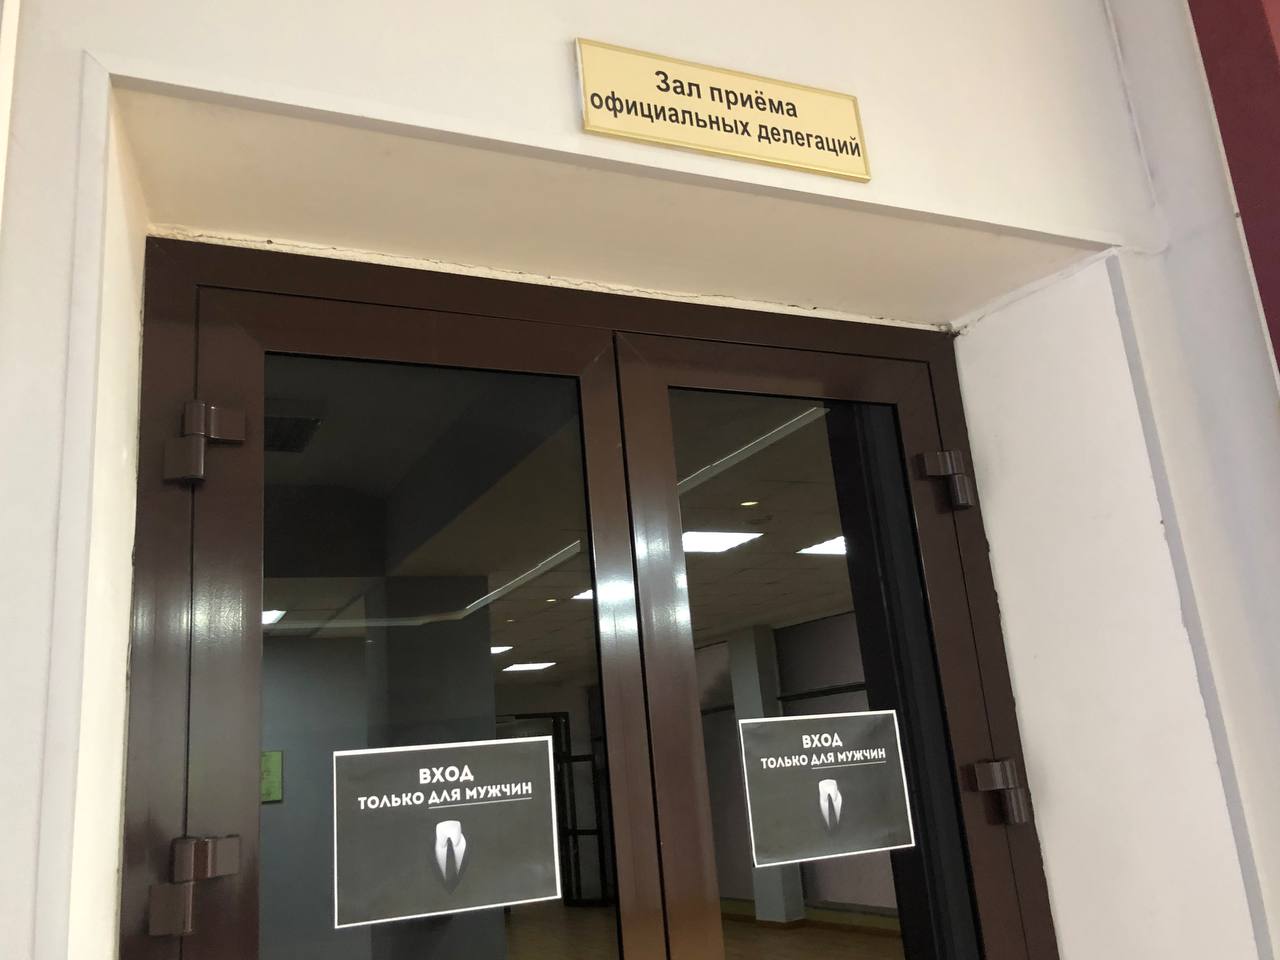 Зал приёма
официальных делегаций
ВХОД
ТОЛЬКО ДЛЯ МУЖЧИН
ВХОД
ТОЛЬКО ДЛЯ МУЖЧИН